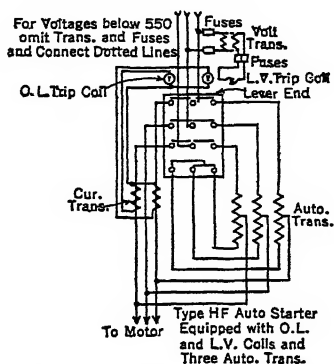 For Voltages below 550
omit Trans. and Fuses
and Connect Dotted Lines
Fuses
Volt
Trans.
Fuses
L.V. Trip Coil
O.L. Trip Coil
Lever End
Cur.
Trans.
Auto.
Trans.
To Motor
Type HF Auto Starter
Equipped with O.L.
and L.V. Coils and
Three Auto. Trans.